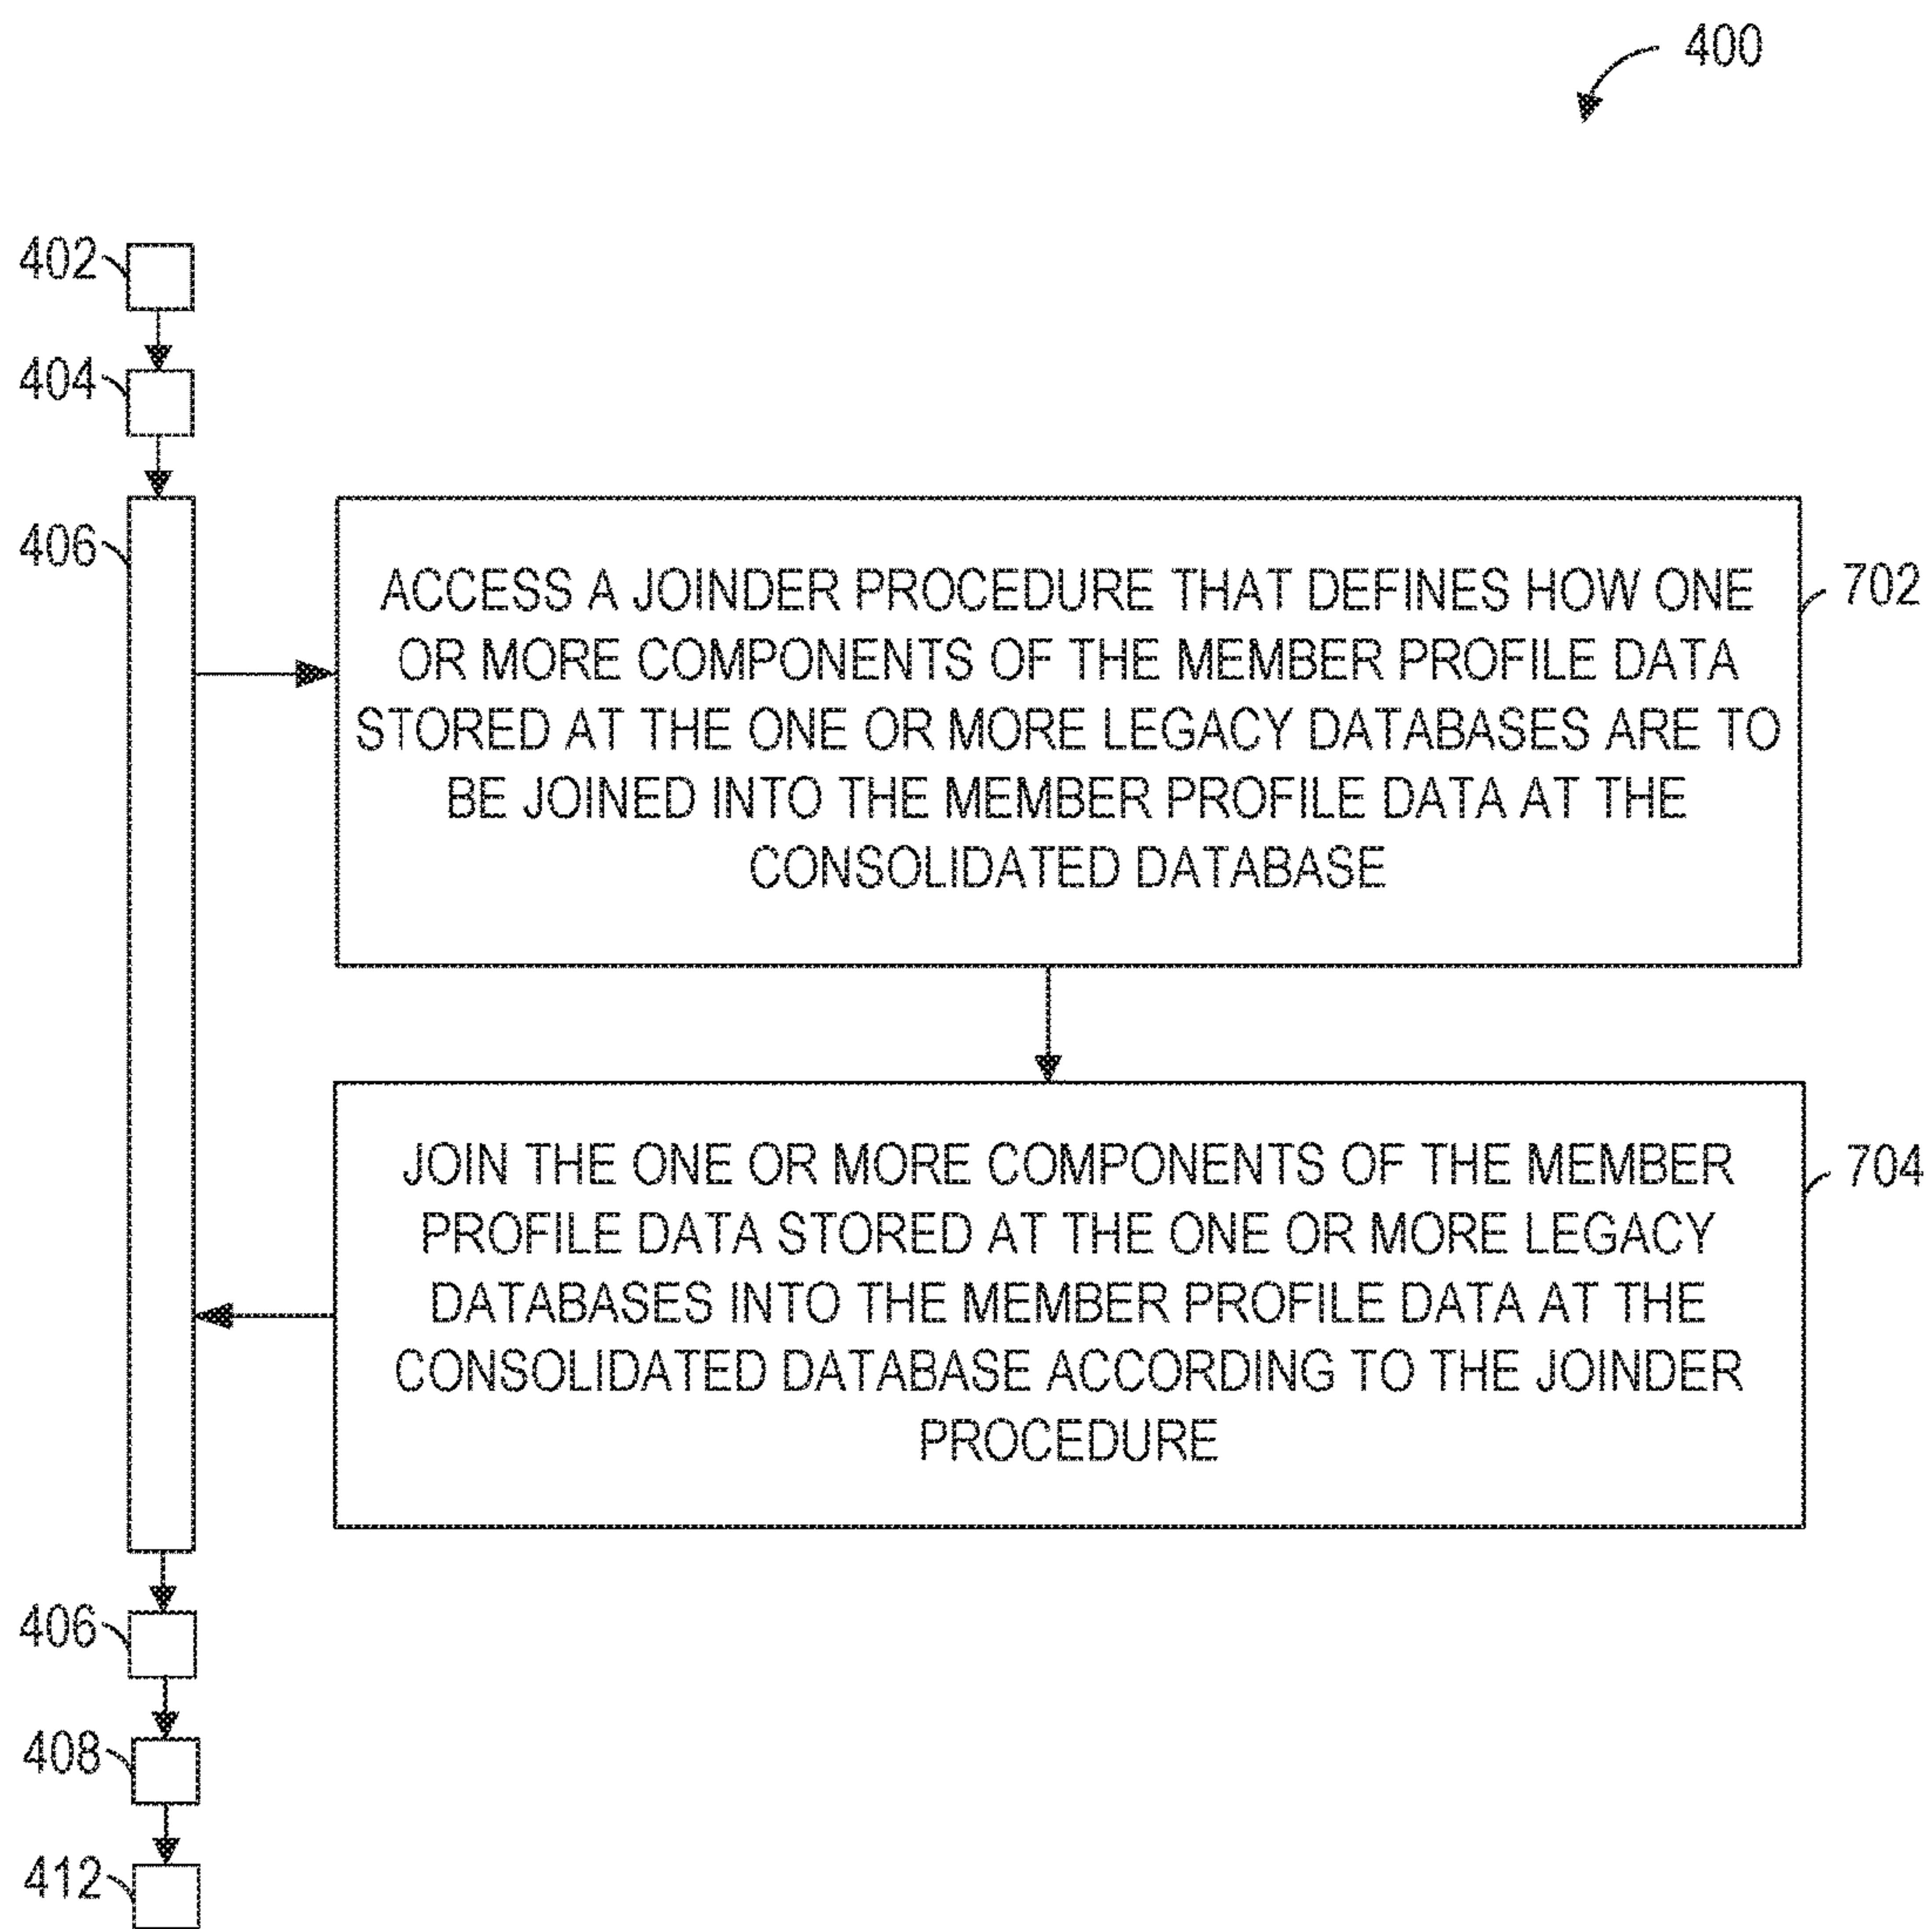 400
402
404
406
ACCESS A JOINDER PROCEDURE THAT DEFINES HOW ONE
OR MORE COMPONENTS OF THE MEMBER PROFILE DATA
STORED AT THE ONE OR MORE LEGACY DATABASES ARE TO
BE JOINED INTO THE MEMBER PROFILE DATA AT THE
CONSOLIDATED DATABASE
702
JOIN THE ONE OR MORE COMPONENTS OF THE MEMBER
PROFILE DATA STORED AT THE ONE OR MORE LEGACY
DATABASES INTO THE MEMBER PROFILE DATA AT THE
CONSOLIDATED DATABASE ACCORDING TO THE JOINDER
PROCEDURE
704
406
408
412